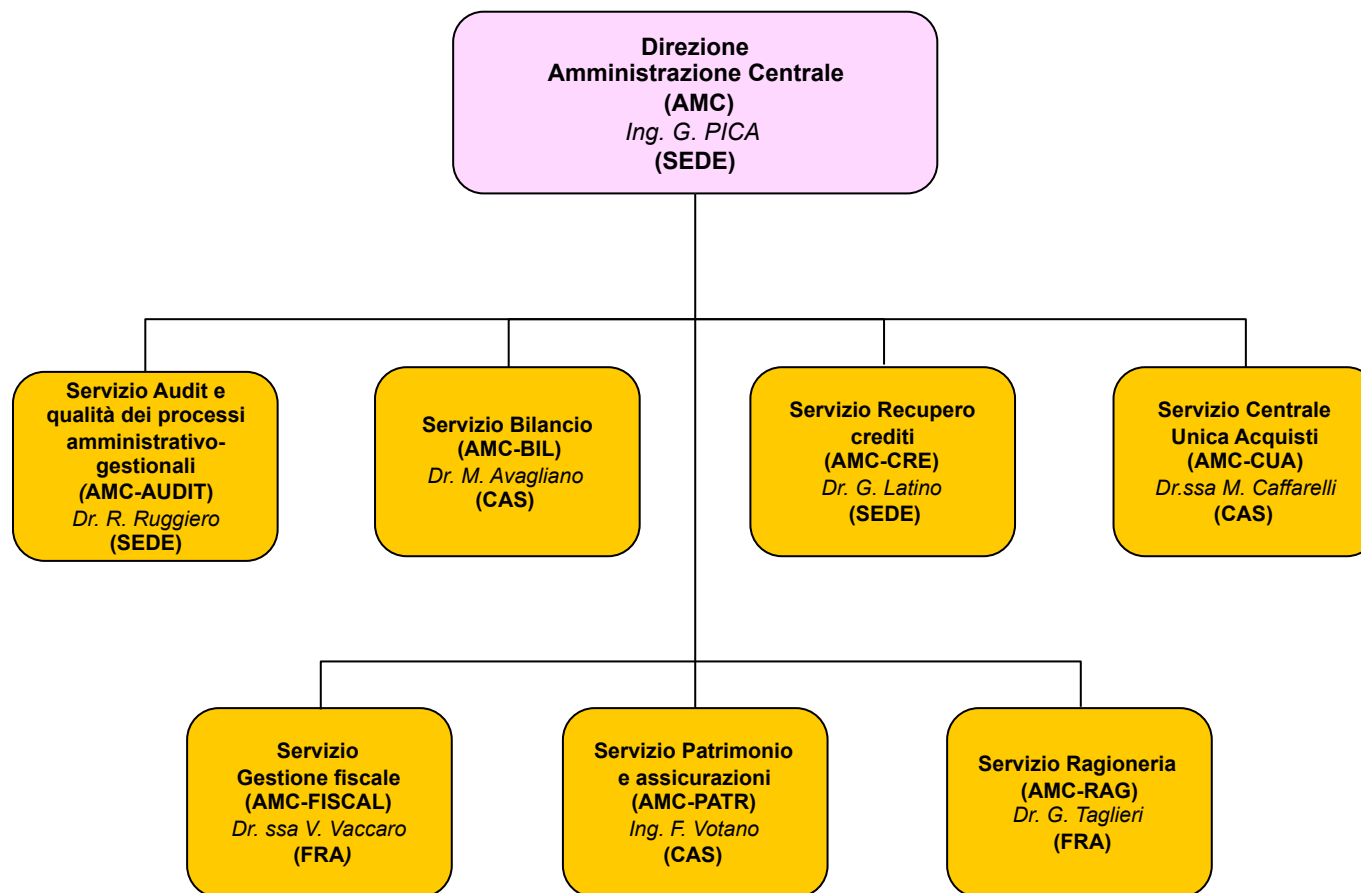 Direzione
Amministrazione Centrale
(AMC)
Ing. G. PICA
(SEDE)
Servizio Audit e
qualità dei processi
amministrativo-
gestionali
(AMC-AUDIT)
Dr. R. Ruggiero
(SEDE)
Servizio Bilancio
(AMC-BIL)
Dr. M. Avagliano
(CAS)
Servizio Recupero
crediti
(AMC-CRE)
Dr. G. Latino
(SEDE)
Servizio Centrale
Unica Acquisti
(AMC-CUA)
Dr.ssa M. Caffarelli
(CAS)
Servizio
Gestione fiscale
(AMC-FISCAL)
Dr. ssa V. Vaccaro
(FRA)
Servizio Patrimonio
e assicurazioni
(AMC-PATR)
Ing. F. Votano
(CAS)
Servizio Ragioneria
(AMC-RAG)
Dr. G. Taglieri
(FRA)